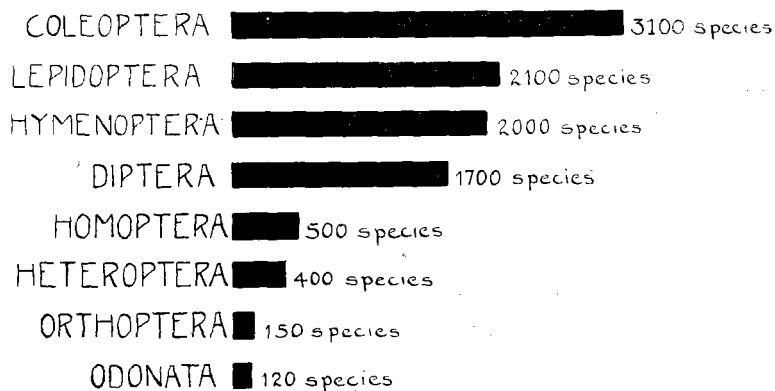 COLEOPTERA 3100 species
LEPIDOPTERA 2100 species
HYMENOPTERA 2000 species
DIPTERA 1700 species
HOMOPTERA 500 species
HETEROPTERA 400 species
ORTHOPTERA 150 species
ODONATA 120 species